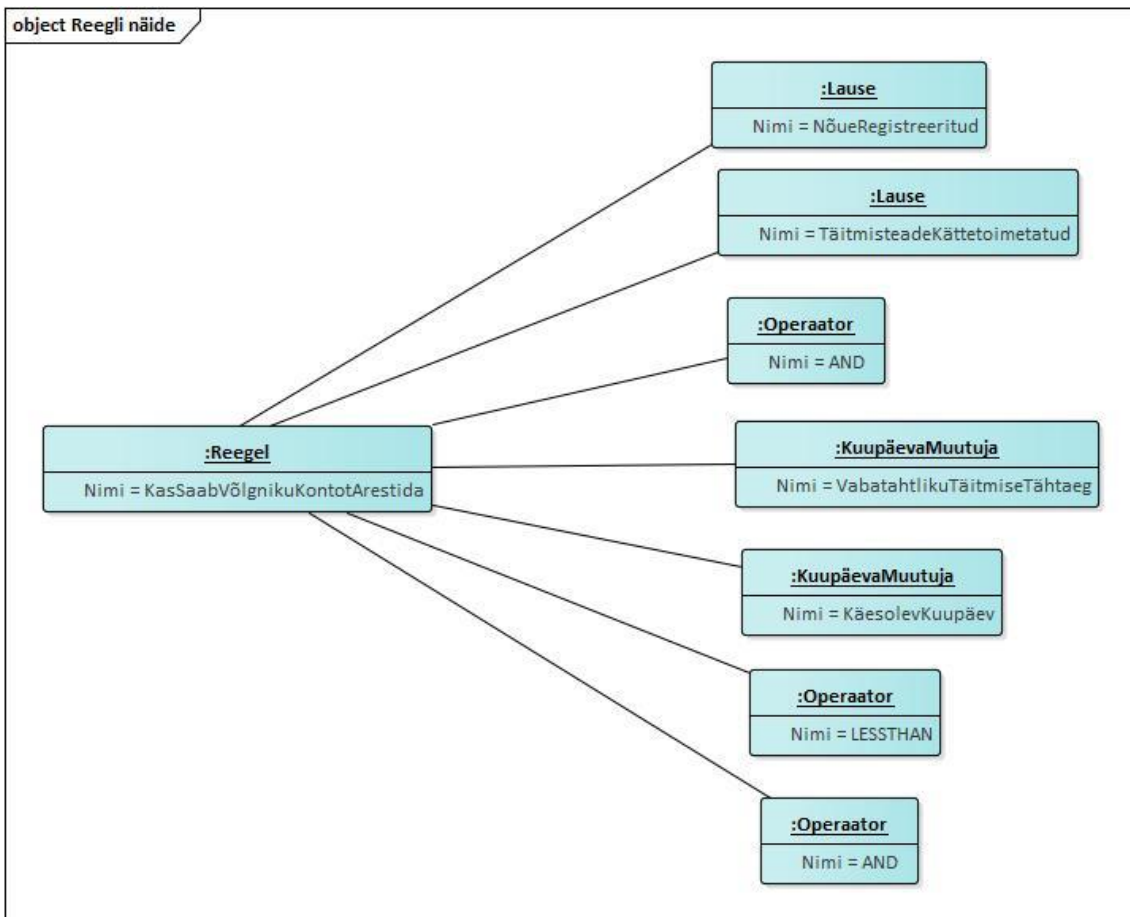 object Reegli näide
:Lause
Nimi = NõueRegistreeritud
:Lause
Nimi = TäitmisteadeKättetoimetatud
:Operaator
Nimi = AND
:Reegel
Nimi = KasSaabVõlgnikuKontotArestida
:KuupäevaMuutuja
Nimi = VabatahtlikuTäitmiseTähtaeg
:KuupäevaMuutuja
Nimi = KäesolevKuupäev
:Operaator
Nimi = LESSTHAN
:Operaator
Nimi = AND